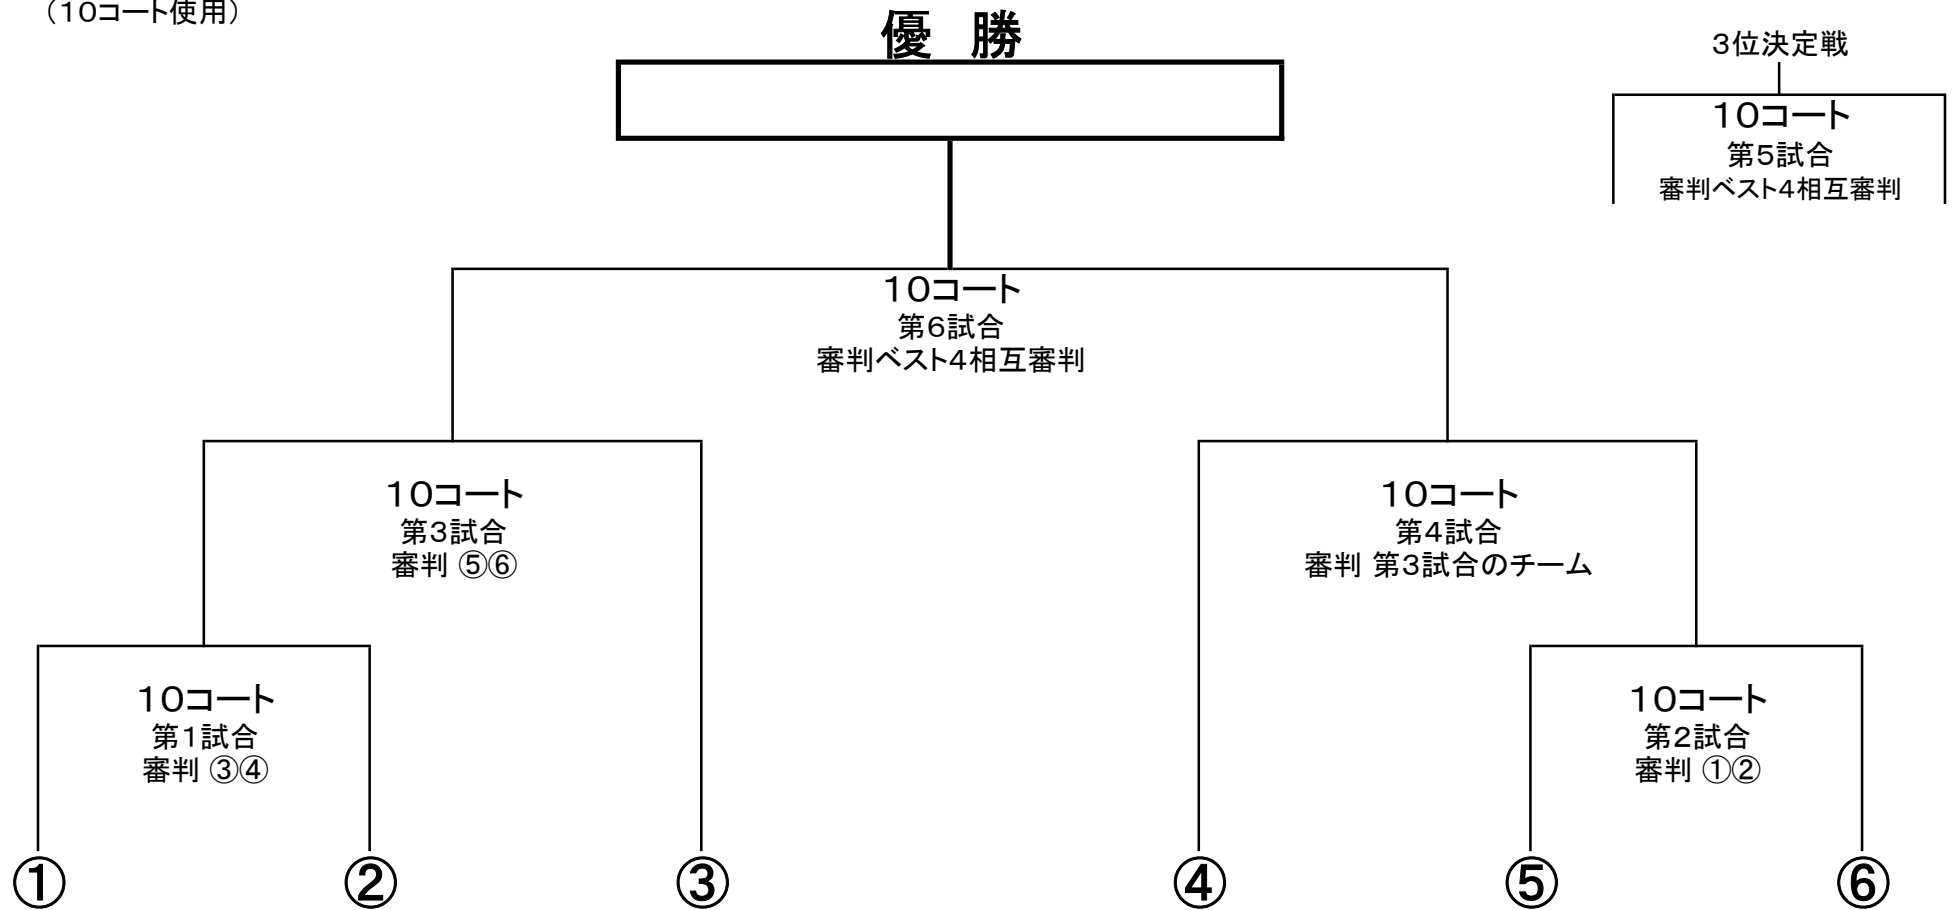 （１０コート使用）
優　勝
３位決定戦
１０コート
第５試合
審判ベスト４相互審判
１０コート
第６試合
審判ベスト４相互審判
１０コート
第３試合
審判 ⑤⑥
１０コート
第４試合
審判 第３試合のチーム
１０コート
第１試合
審判 ③④
１０コート
第２試合
審判 ①②
① ② ③ ④ ⑤ ⑥